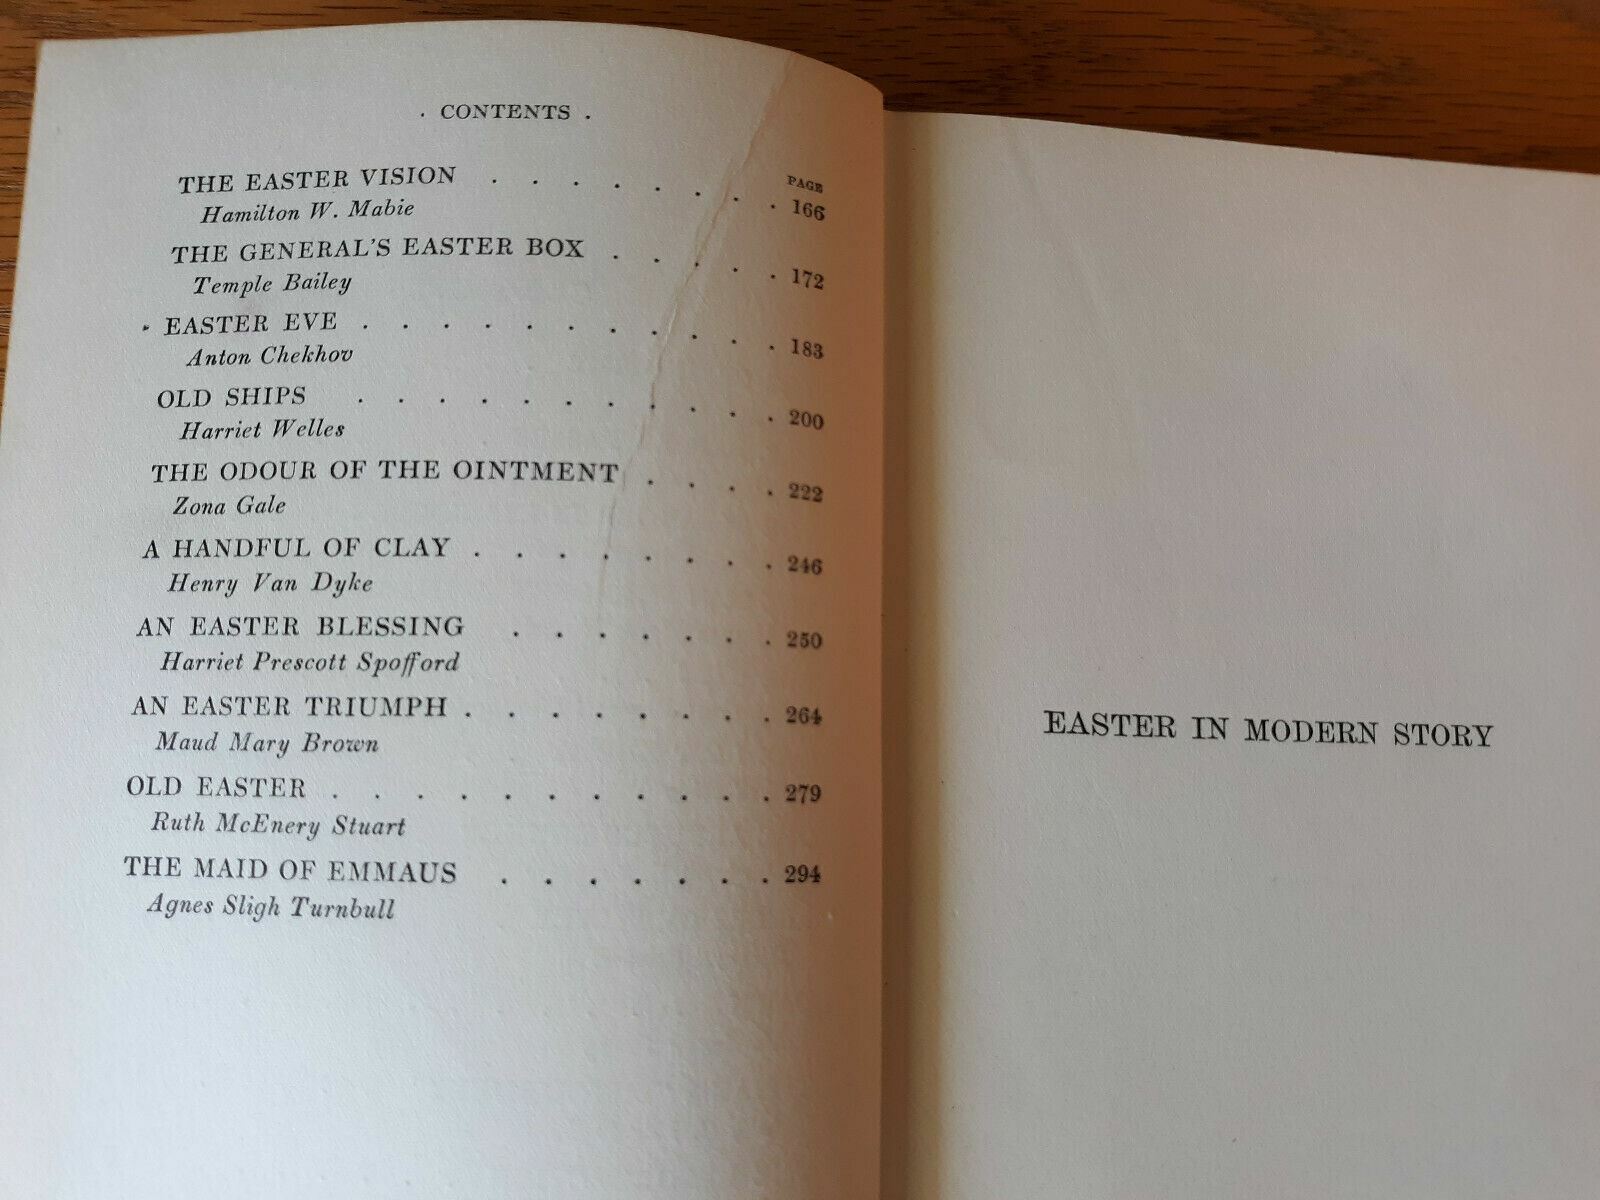 . CONTENTS .
PAGE
THE EASTER VISION . . . . . . . . 166
Hamilton W. Mabie
THE GENERAL'S EASTER BOX . . . . . 172
Temple Bailey
EASTER EVE . . . . . . . . . . . 183
Anton Chekhov
OLD SHIPS . . . . . . . . . . . 200
Harriet Welles
THE ODOUR OF THE OINTMENT . . . . 222
Zona Gale
A HANDFUL OF CLAY . . . . . . . . 246
Henry Van Dyke
AN EASTER BLESSING . . . . . . . 250
Harriet Prescott Spofford
AN EASTER TRIUMPH . . . . . . . . 264
Maud Mary Brown
OLD EASTER . . . . . . . . . . . 279
Ruth McEnery Stuart
THE MAID OF EMMAUS . . . . . . . 294
Agnes Sligh Turnbull
EASTER IN MODERN STORY